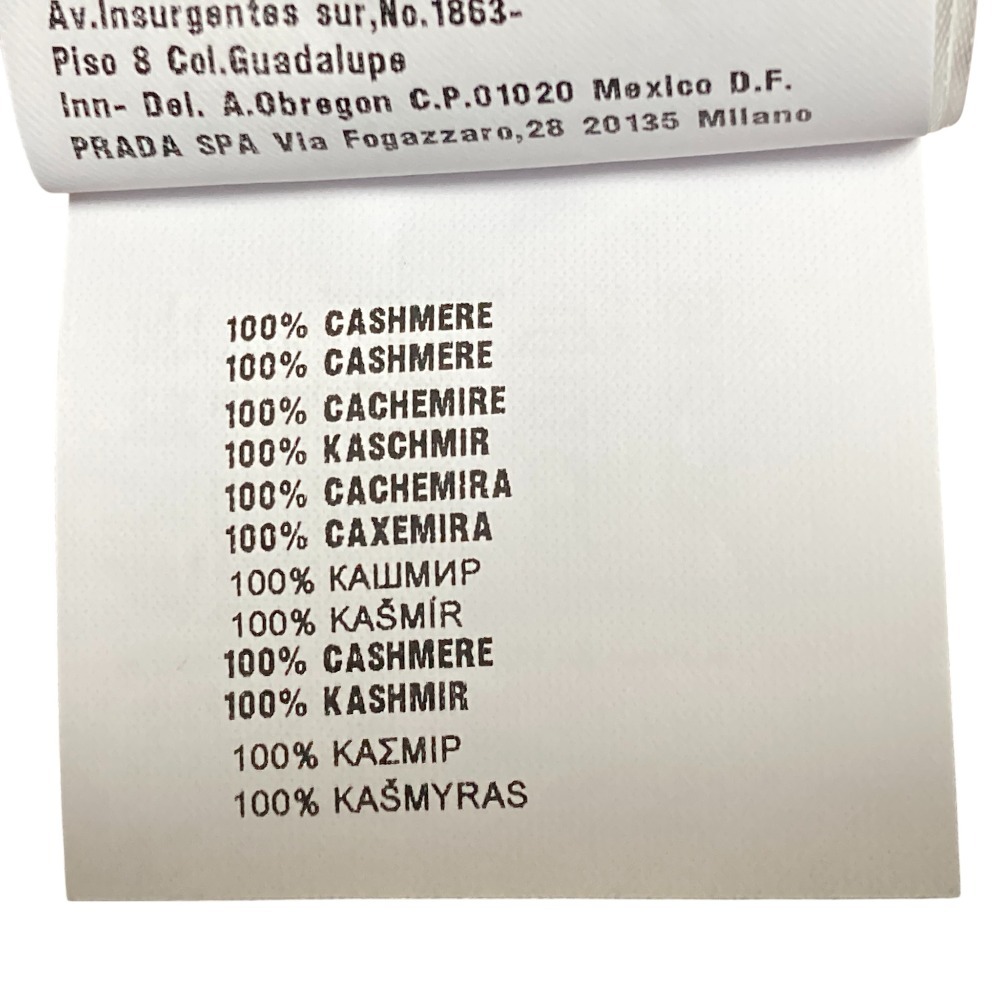 Av.Insurgentes sur,No.1863-
Piso 8 Col.Guadalupe
Inn- Del. A.Obregon C.P.01020 Mexico D.F.
PRADA SPA Via Fogazzaro,28 20135 Milano
100% CASHMERE
100% CASHMERE
100% CACHEMIRE
100% KASCHMIR
100% CACHEMIRA
100% CAXEMIRA
100% КАШМИР
100% KAŠMÍR
100% CASHMERE
100% KASHMIR
100% ΚΑΣΜΙΡ
100% KAŠMYRAS